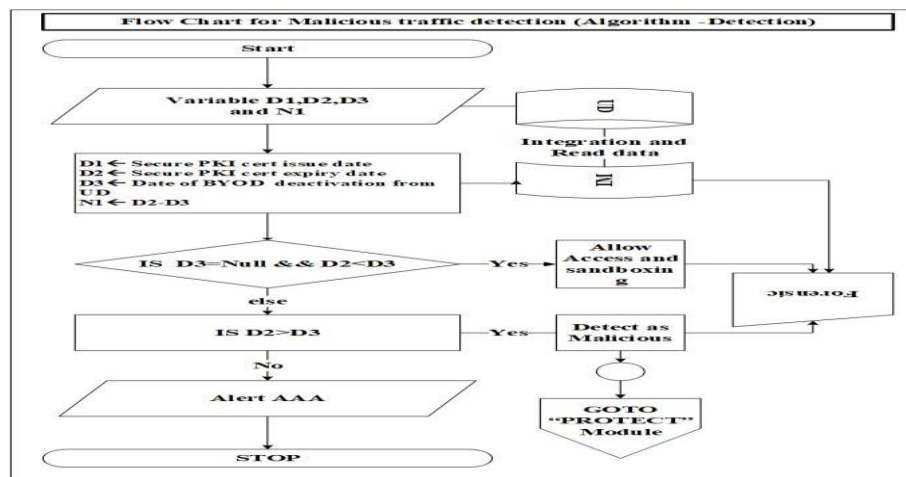 Flow Chart for Malicious traffic detection (Algorithm -Detection)
Start
Variable D1,D2,D3
and N1
UD
Integration and
Read data
D1 ← Secure PKI cert issue date
D2 ← Secure PKI cert expiry date
D3 ← Date of BYOD deactivation from
UD
N1 ← D2-D3
IS D3=Null && D2<D3
Yes
Allow
Access and
sandboxin
g
Forensic
else
IS D2>D3
Yes
Detect as
Malicious
No
Alert AAA
GOTO
“PROTECT”
Module
STOP